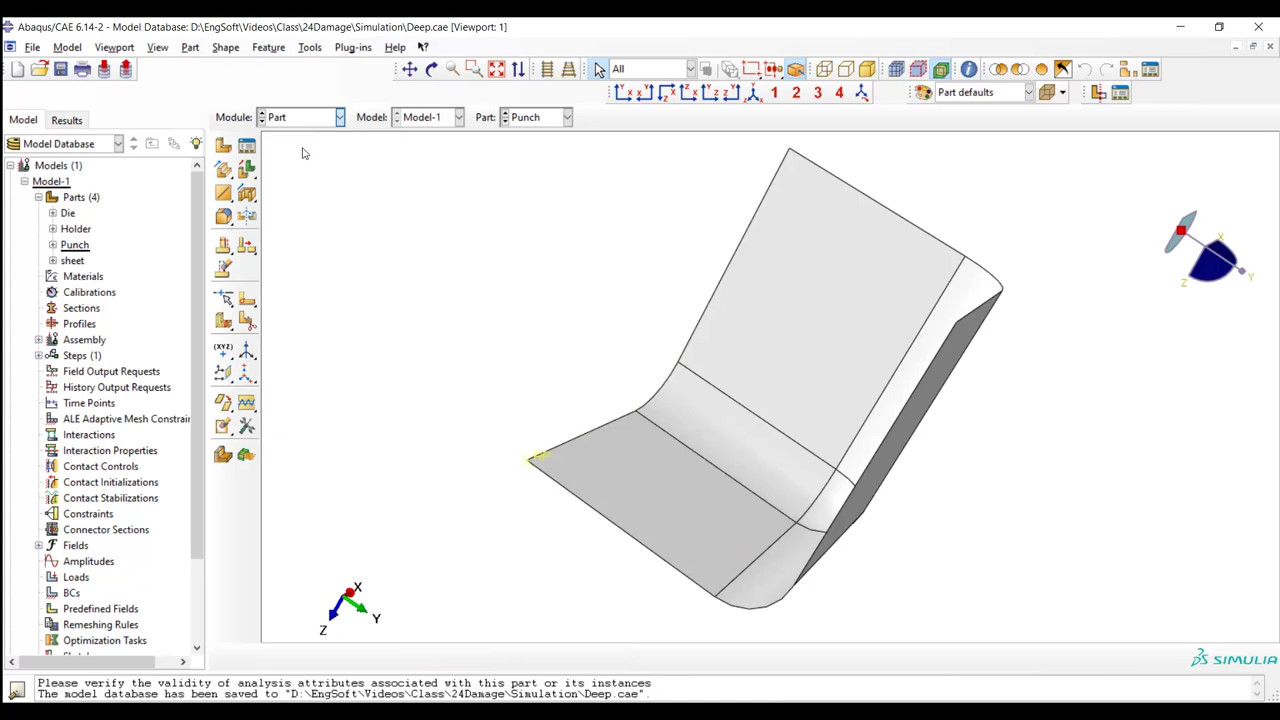 Abaqus/CAE 6.14-2 - Model Database: D:\EngSoft\Videos\Class\24Damage\Simulation\Deep.cae [Viewport: 1]
File Model Viewport View Part Shape Feature Tools Plug-ins Help
All
1 2 3 4 Part defaults
Model Results Module: Part Model: Model-1 Part: Punch
Model Database
Models (1)
Model-1
Parts (4)
Die
Holder
Punch
sheet
Materials
Calibrations
Sections
Profiles
Assembly
Steps (1)
Field Output Requests
History Output Requests
Time Points
ALE Adaptive Mesh Constrain
Interactions
Interaction Properties
Contact Controls
Contact Initializations
Contact Stabilizations
Constraints
Connector Sections
Fields
Amplitudes
Loads
BCs
Predefined Fields
Remeshing Rules
Optimization Tasks
(XYZ)
X
Y
Z
X
Y
Z
SIMULIA
Please verify the validity of analysis attributes associated with this part or its instances
The model database has been saved to "D:\EngSoft\Videos\Class\24Damage\Simulation\Deep.cae".